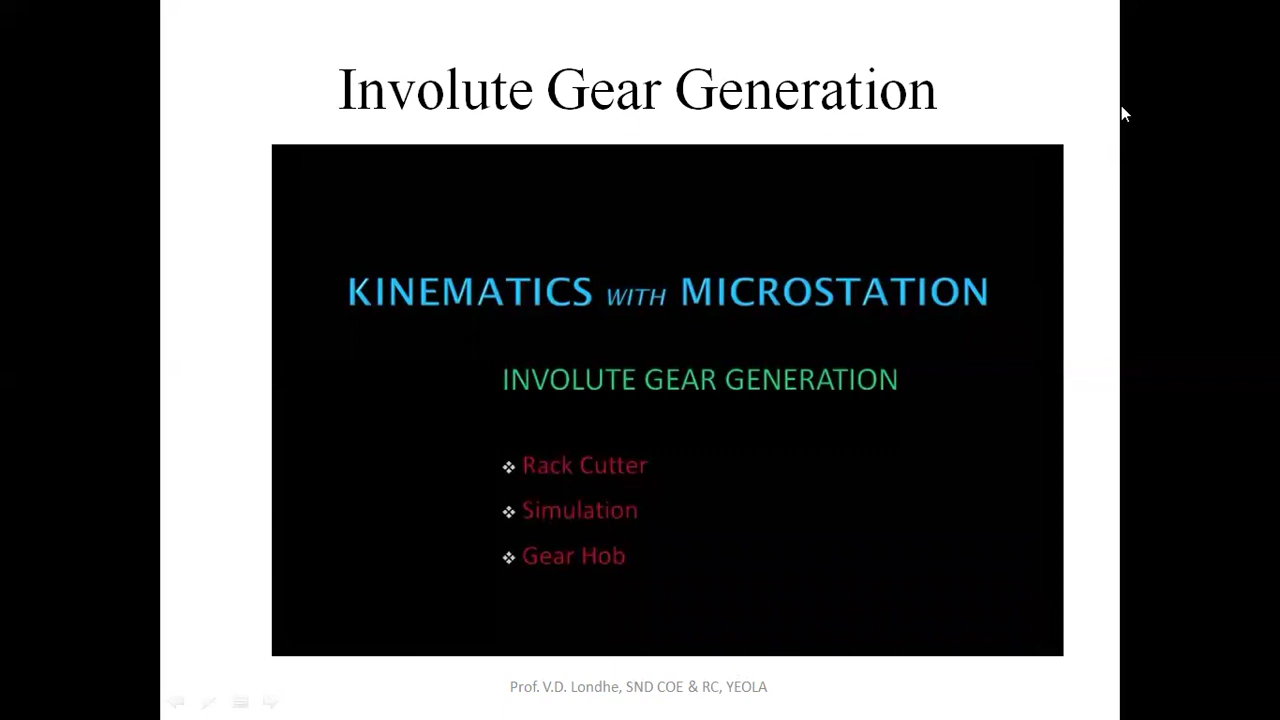 Involute Gear Generation
KINEMATICS WITH MICROSTATION
INVOLUTE GEAR GENERATION
❖ Rack Cutter
❖ Simulation
❖ Gear Hob
Prof. V.D. Londhe, SND COE & RC, YEOLA